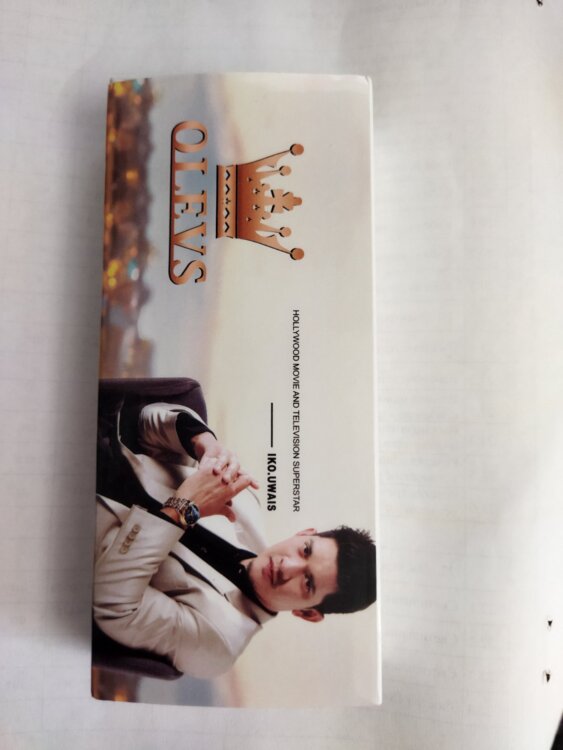 OLEVS
HOLLYWOOD MOVIE AND TELEVISION SUPERSTAR
IKO.UWAIS